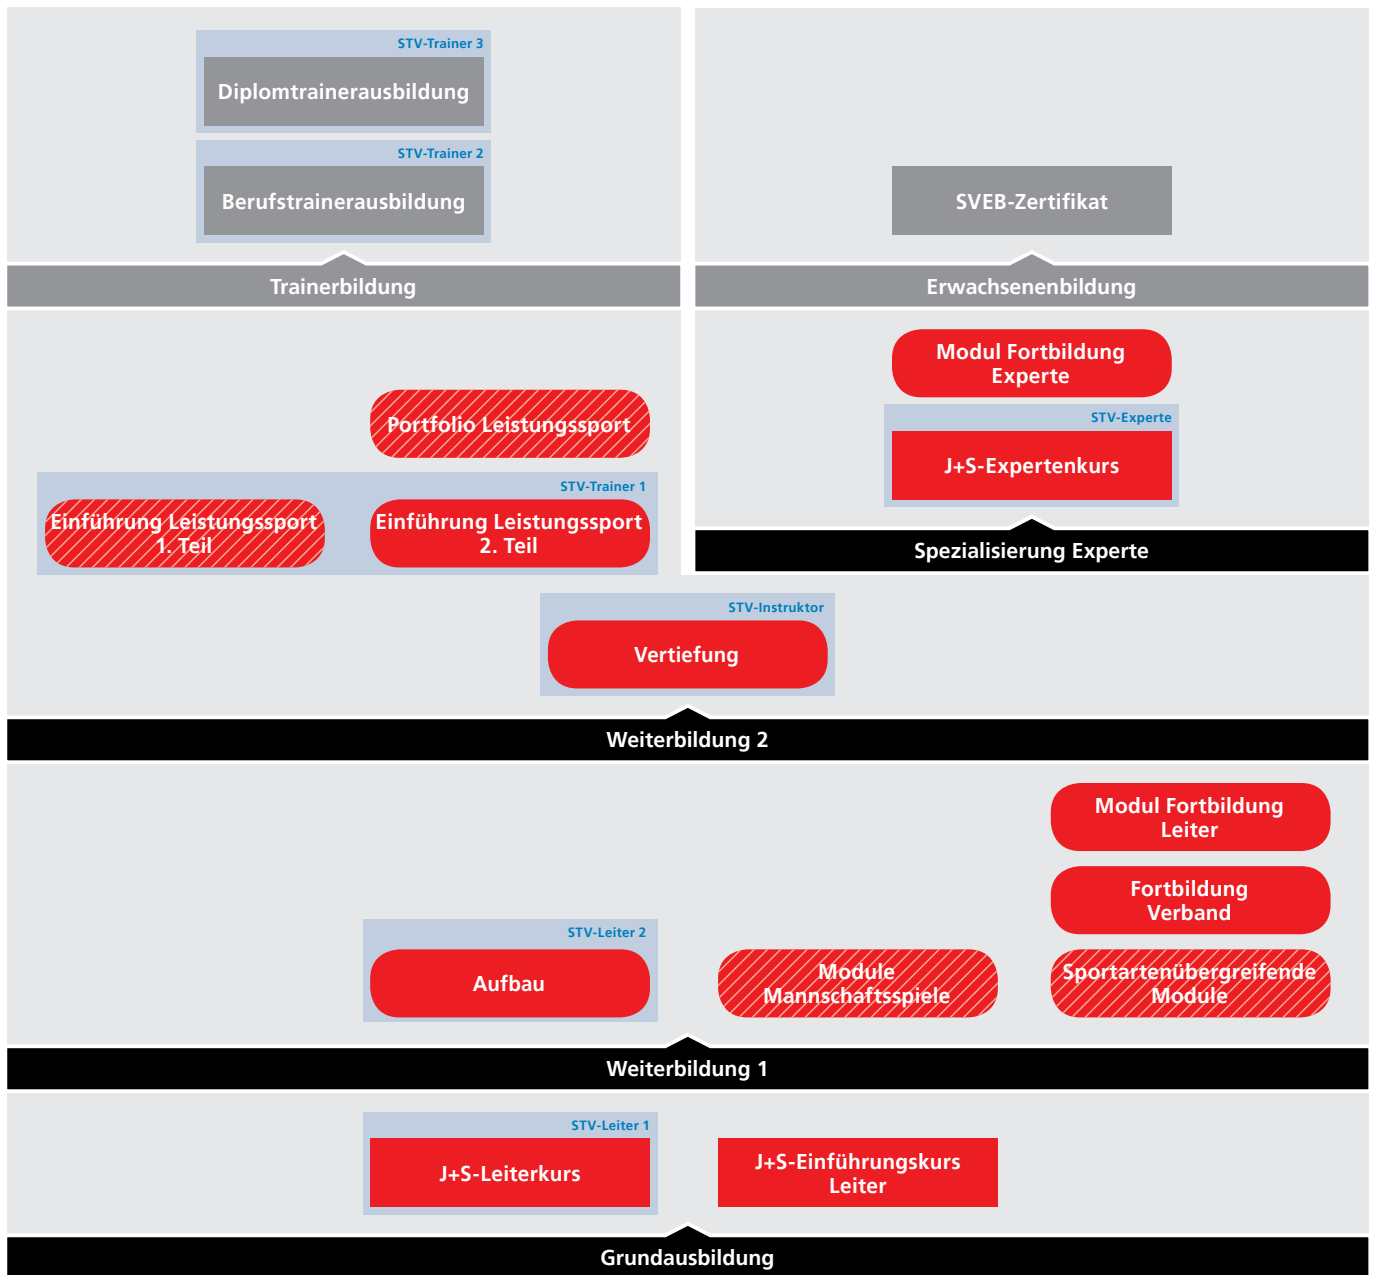 STV-Trainer 3
Diplomtrainerausbildung
STV-Trainer 2
Berufstrainerausbildung
SVEB-Zertifikat
Trainerbildung
Erwachsenenbildung
Modul Fortbildung
Experte
Portfolio Leistungssport
STV-Experte
J+S-Expertenkurs
STV-Trainer 1
Einführung Leistungssport
1. Teil
Einführung Leistungssport
2. Teil
Spezialisierung Experte
STV-Instruktor
Vertiefung
Weiterbildung 2
Modul Fortbildung
Leiter
Fortbildung
Verband
STV-Leiter 2
Aufbau
Module
Mannschaftsspiele
Sportartenübergreifende
Module
Weiterbildung 1
STV-Leiter 1
J+S-Leiterkurs
J+S-Einführungskurs
Leiter
Grundausbildung